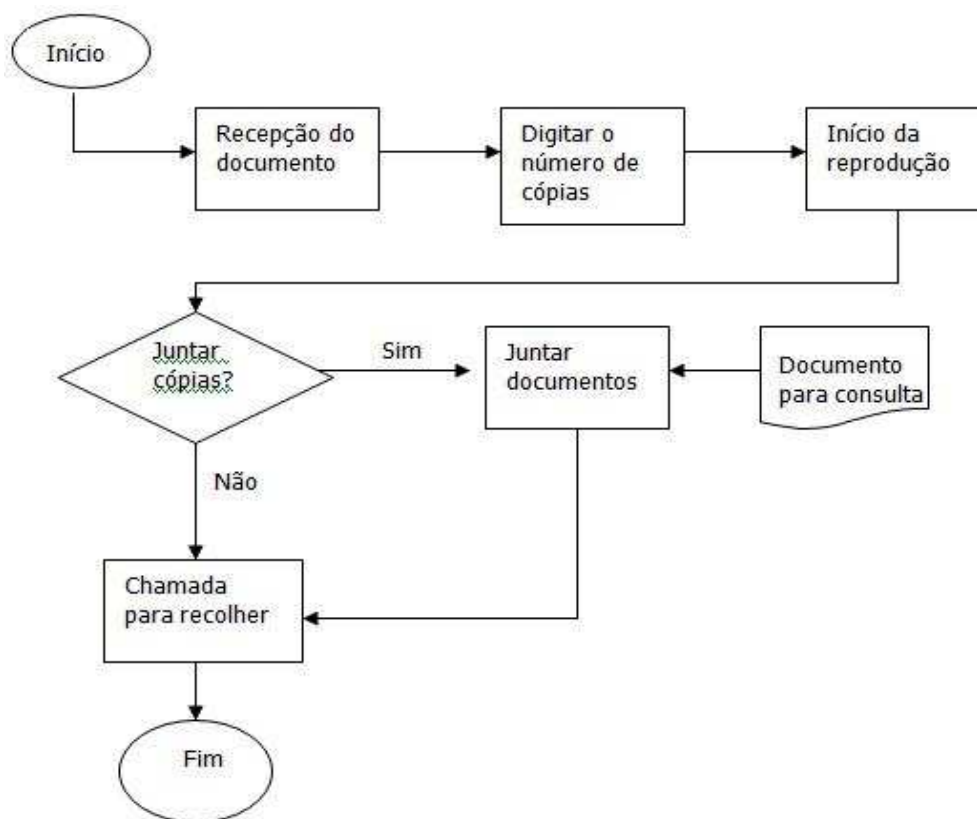 Início
Recepção do
documento
Digitar o
número de
cópias
Início da
reprodução
Juntar
cópias?
Sim
Juntar
documentos
Documento
para consulta
Não
Chamada
para recolher
Fim